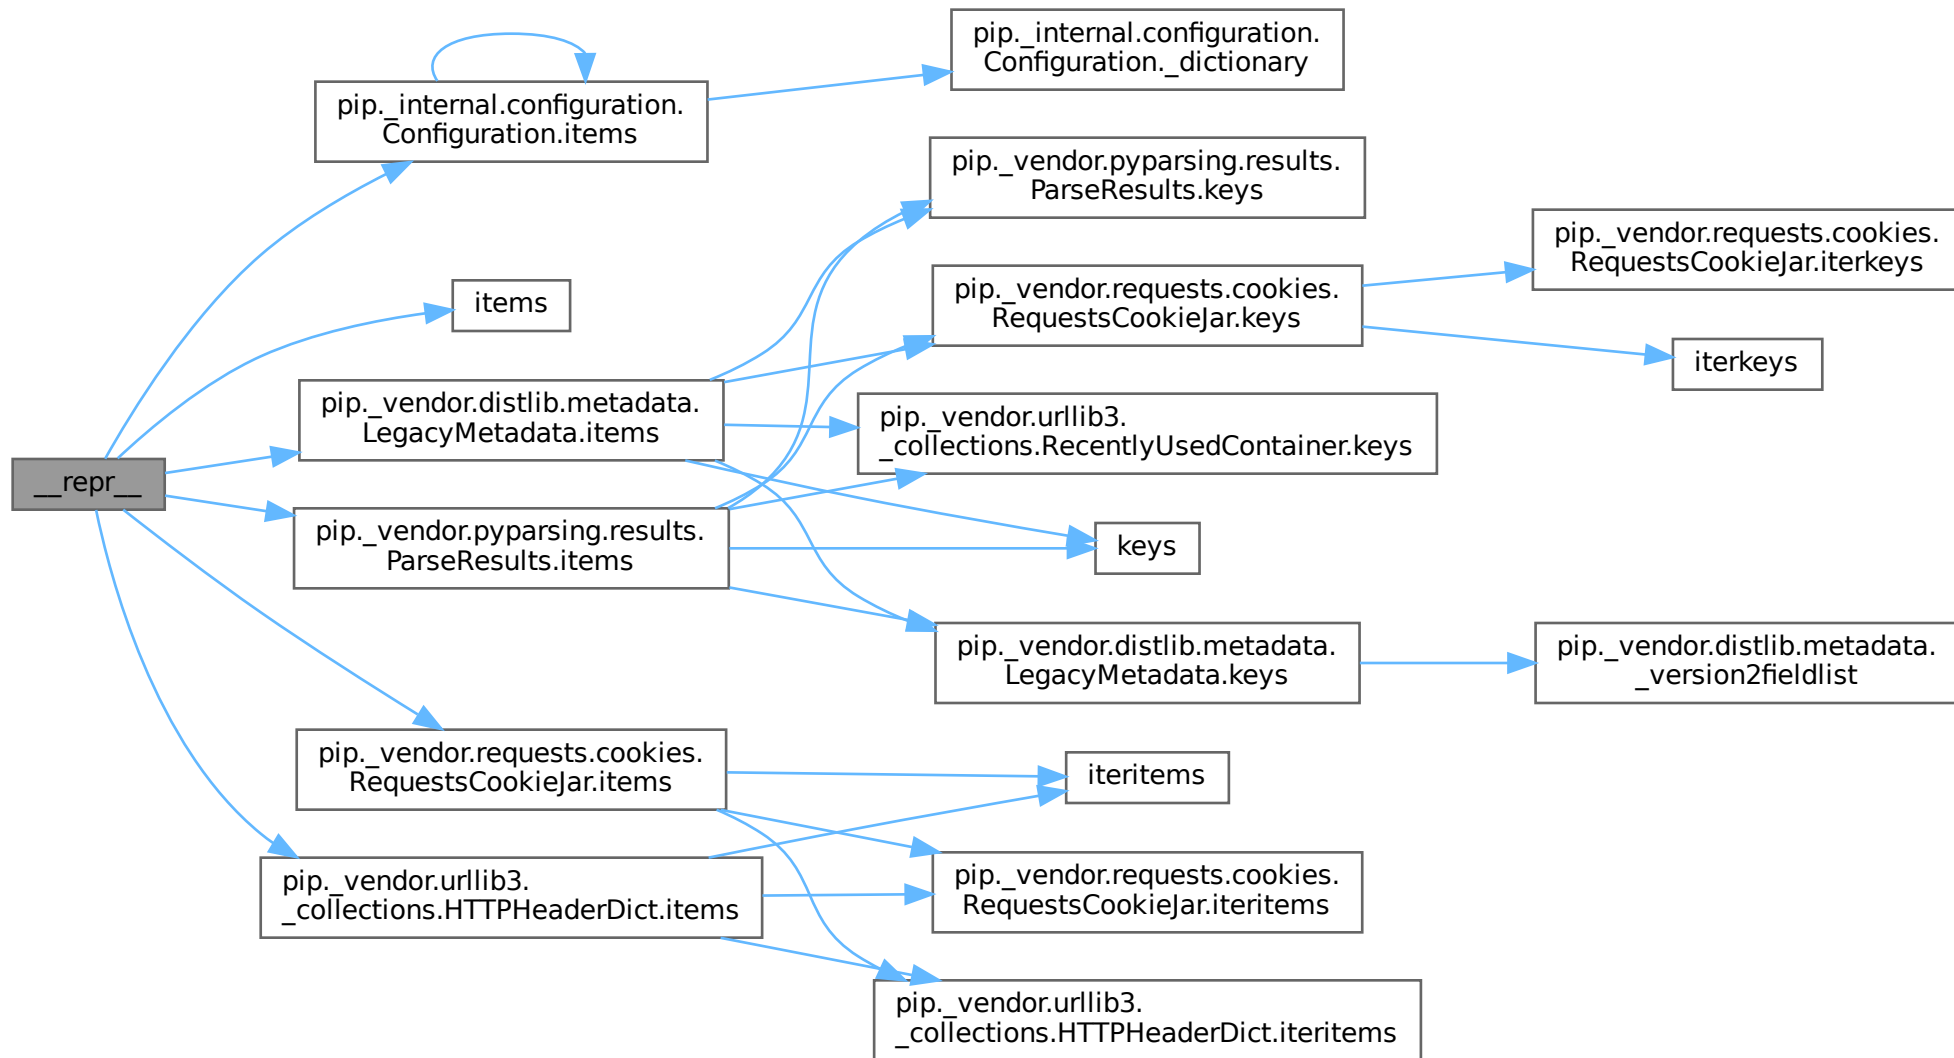 __repr__
pip._internal.configuration.
Configuration.items
items
pip._vendor.distlib.metadata.
LegacyMetadata.items
pip._vendor.pyparsing.results.
ParseResults.items
pip._vendor.requests.cookies.
RequestsCookieJar.items
pip._vendor.urllib3.
_collections.HTTPHeaderDict.items
pip._internal.configuration.
Configuration._dictionary
pip._vendor.pyparsing.results.
ParseResults.keys
pip._vendor.requests.cookies.
RequestsCookieJar.keys
pip._vendor.urllib3.
_collections.RecentlyUsedContainer.keys
keys
pip._vendor.distlib.metadata.
LegacyMetadata.keys
iteritems
pip._vendor.requests.cookies.
RequestsCookieJar.iteritems
pip._vendor.urllib3.
_collections.HTTPHeaderDict.iteritems
pip._vendor.requests.cookies.
RequestsCookieJar.iterkeys
iterkeys
pip._vendor.distlib.metadata.
_version2fieldlist